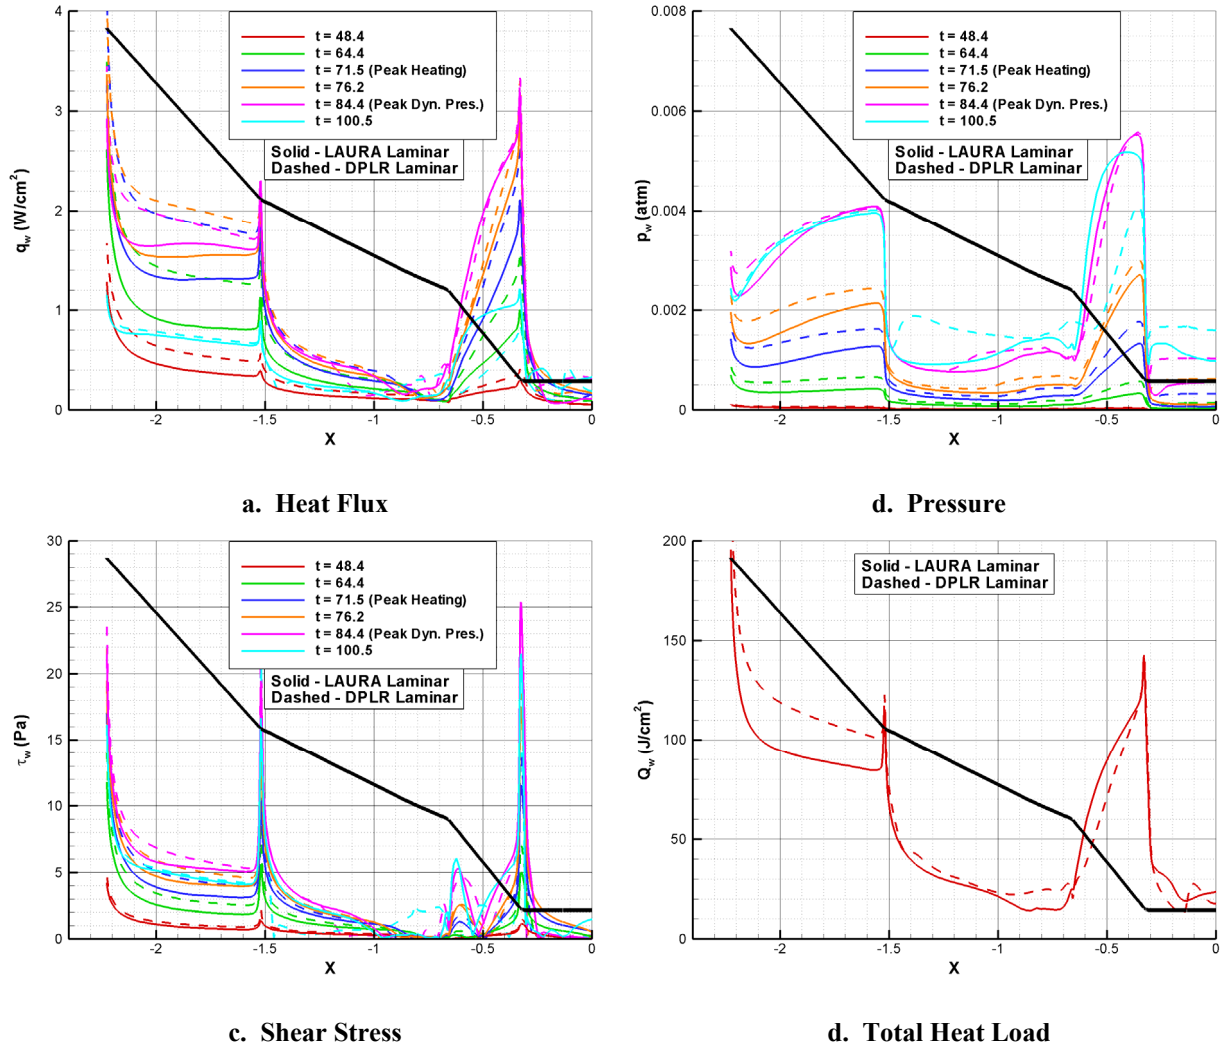 4
3
2
1
0
q_w (W/cm²)
t = 48.4
t = 64.4
t = 71.5 (Peak Heating)
t = 76.2
t = 84.4 (Peak Dyn. Pres.)
t = 100.5
Solid - LAURA Laminar
Dashed - DPLR Laminar
-2 -1.5 -1 -0.5 0
X
a. Heat Flux
0.008
0.006
0.004
0.002
0
p_w (atm)
t = 48.4
t = 64.4
t = 71.5 (Peak Heating)
t = 76.2
t = 84.4 (Peak Dyn. Pres.)
t = 100.5
Solid - LAURA Laminar
Dashed - DPLR Laminar
-2 -1.5 -1 -0.5 0
X
d. Pressure
30
25
20
15
10
5
0
τ_w (Pa)
t = 48.4
t = 64.4
t = 71.5 (Peak Heating)
t = 76.2
t = 84.4 (Peak Dyn. Pres.)
t = 100.5
Solid - LAURA Laminar
Dashed - DPLR Laminar
-2 -1.5 -1 -0.5 0
X
c. Shear Stress
200
150
100
50
0
Q_w (J/cm²)
Solid - LAURA Laminar
Dashed - DPLR Laminar
-2 -1.5 -1 -0.5 0
X
d. Total Heat Load